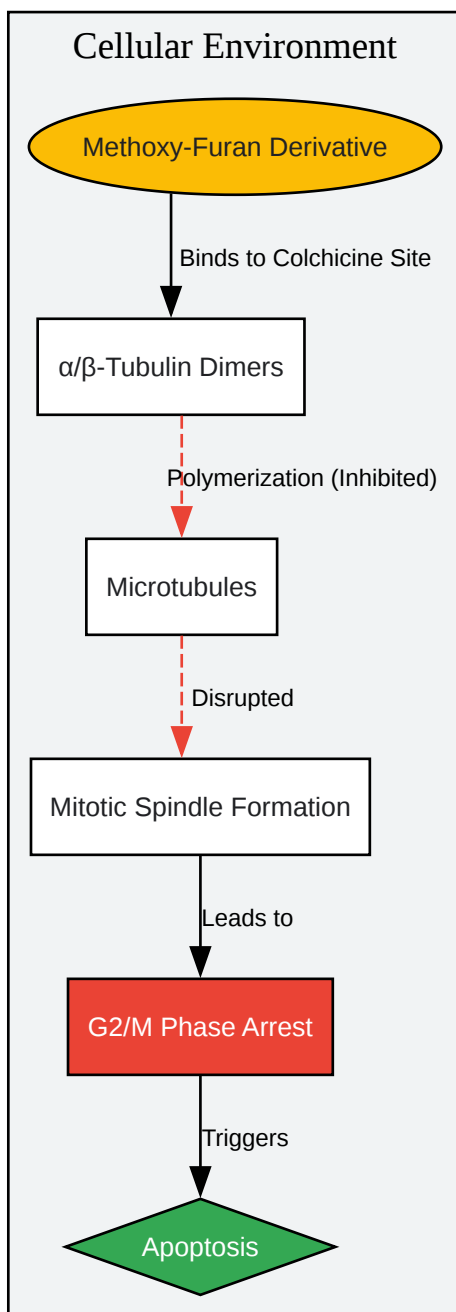 Cellular Environment
Methoxy-Furan Derivative
Binds to Colchicine Site
α/β-Tubulin Dimers
Polymerization (Inhibited)
Microtubules
Disrupted
Mitotic Spindle Formation
Leads to
G2/M Phase Arrest
Triggers
Apoptosis